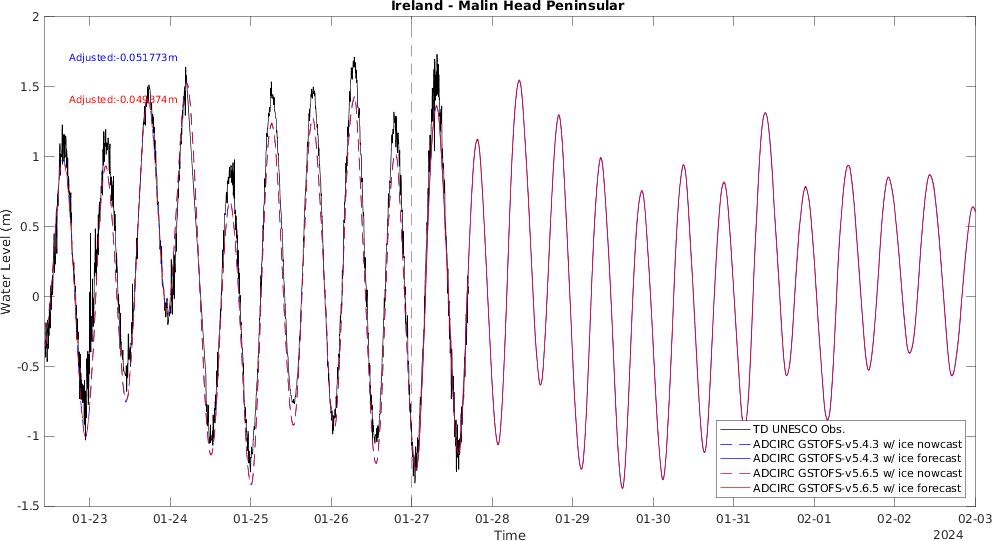 Ireland - Malin Head Peninsular
Water Level (m)
2
1.5
1
0.5
0
-0.5
-1
-1.5
Adjusted:-0.051773m
Adjusted:-0.049874m
TD UNESCO Obs.
ADCIRC GSTOFS-v5.4.3 w/ ice nowcast
ADCIRC GSTOFS-v5.4.3 w/ ice forecast
ADCIRC GSTOFS-v5.6.5 w/ ice nowcast
ADCIRC GSTOFS-v5.6.5 w/ ice forecast
01-23 01-24 01-25 01-26 01-27 01-28 01-29 01-30 01-31 02-01 02-02 02-03
Time
2024